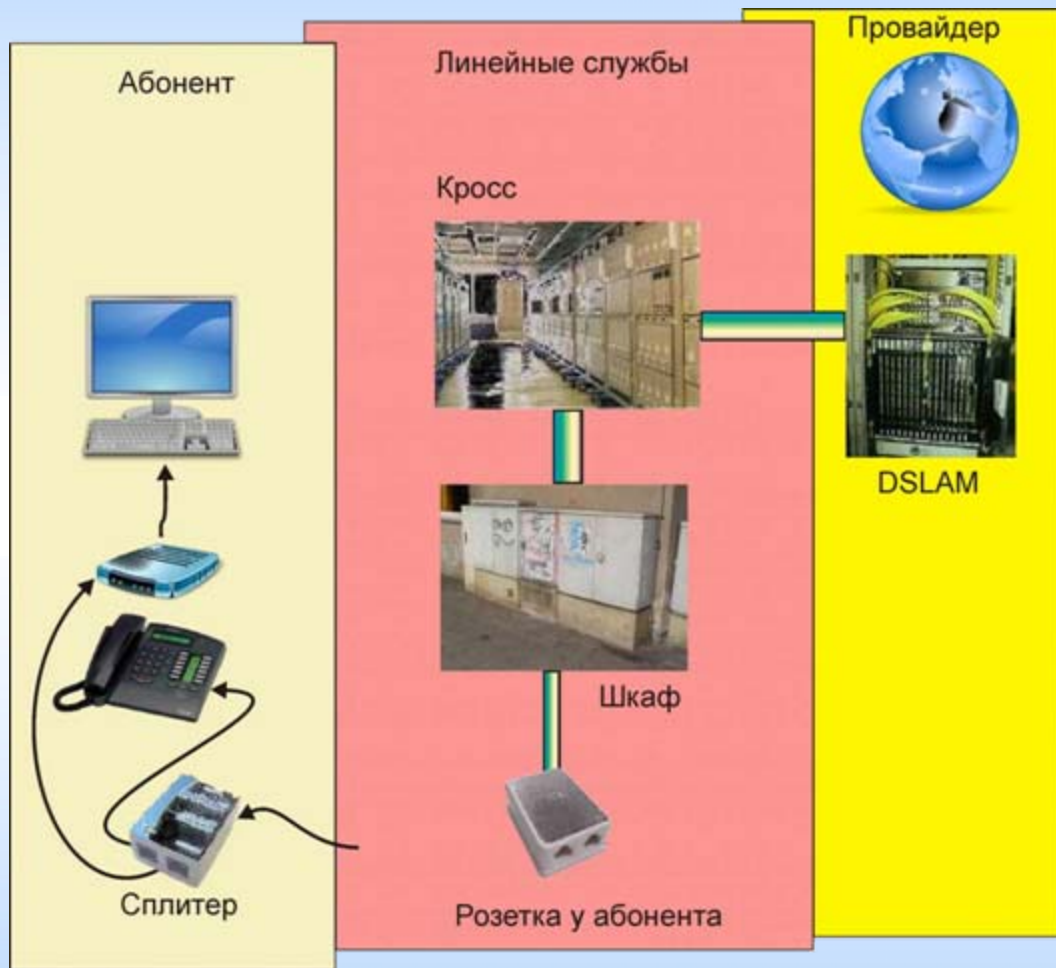 Абонент
Линейные службы
Провайдер
Кросс
DSLAM
Шкаф
Сплитер
Розетка у абонента